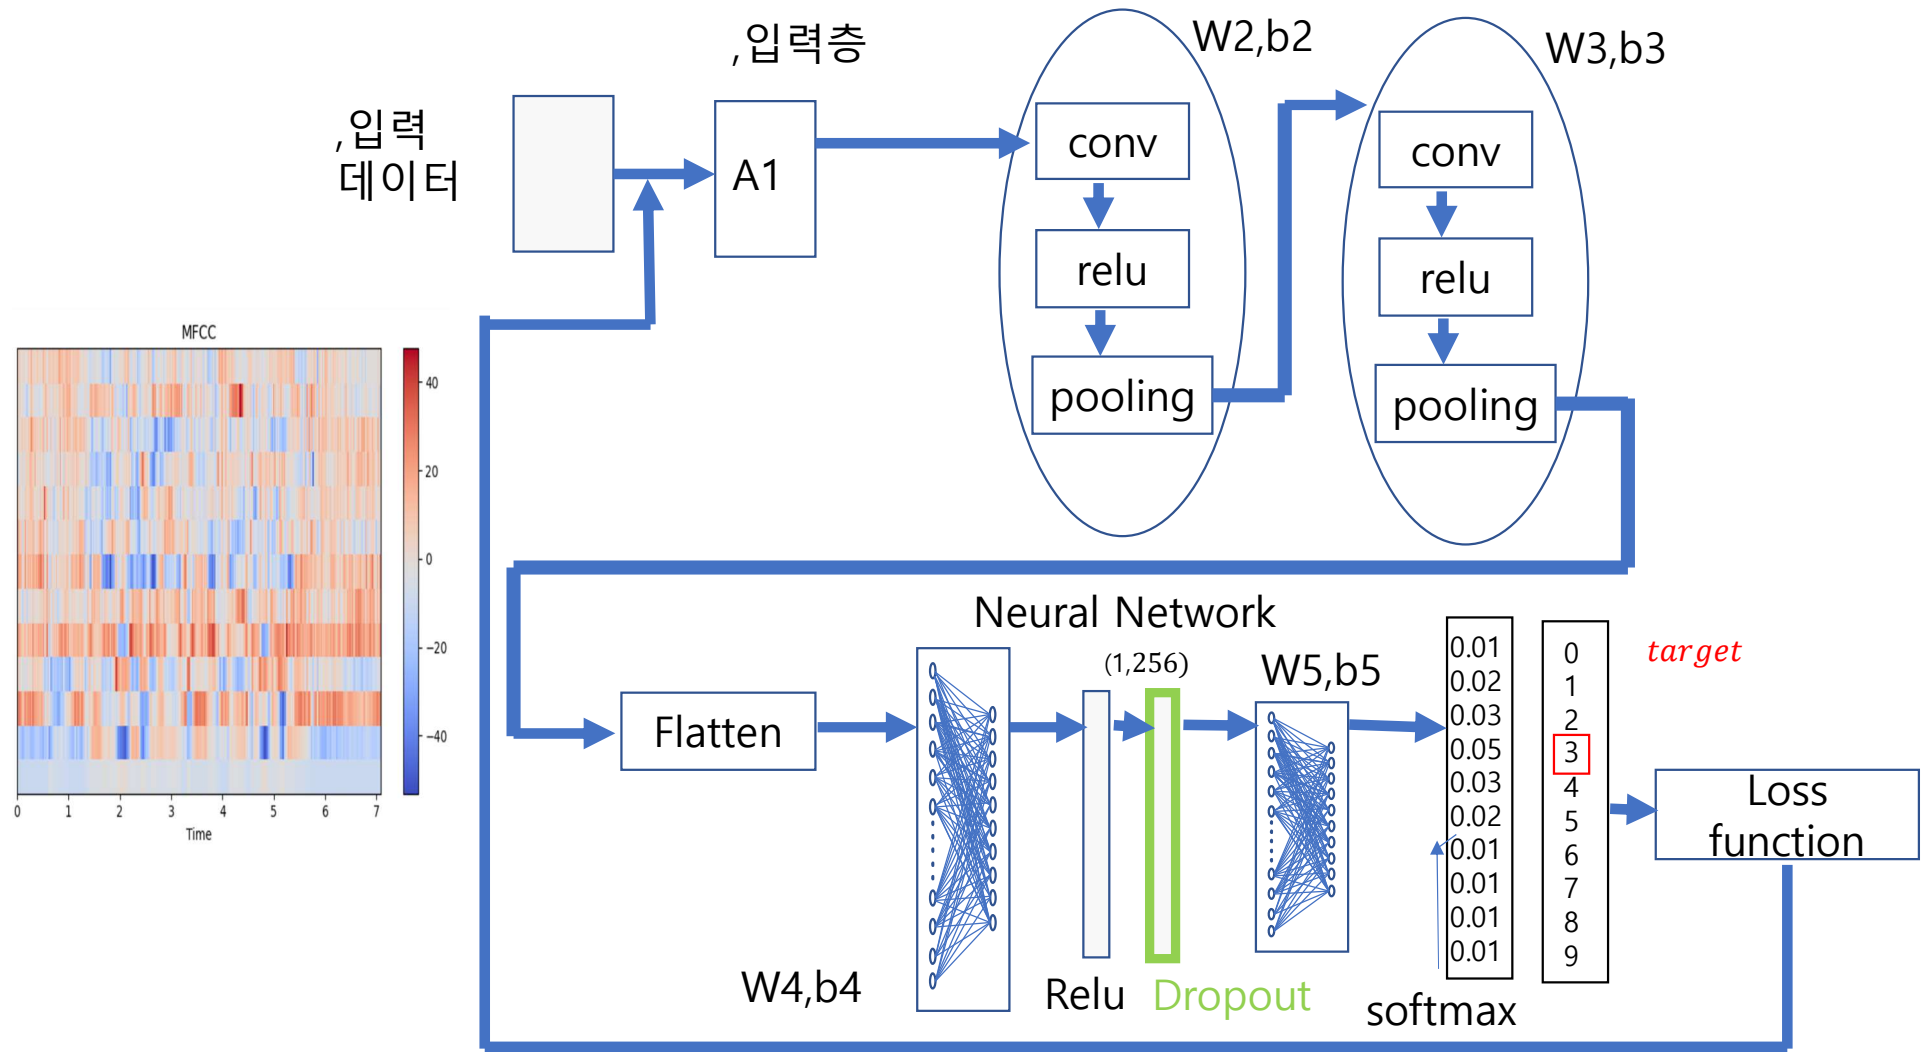 ,입력층
W2,b2
W3,b3
,입력
데이터
A1
conv
relu
pooling
conv
relu
pooling
MFCC
40
20
0
−20
−40
0 1 2 3 4 5 6 7
Time
Neural Network
(1,256)
W5,b5
Flatten
W4,b4
Relu
Dropout
0.01
0.02
0.03
0.05
0.03
0.02
0.01
0.01
0.01
0.01
softmax
0
1
2
3
4
5
6
7
8
9
target
Loss
function